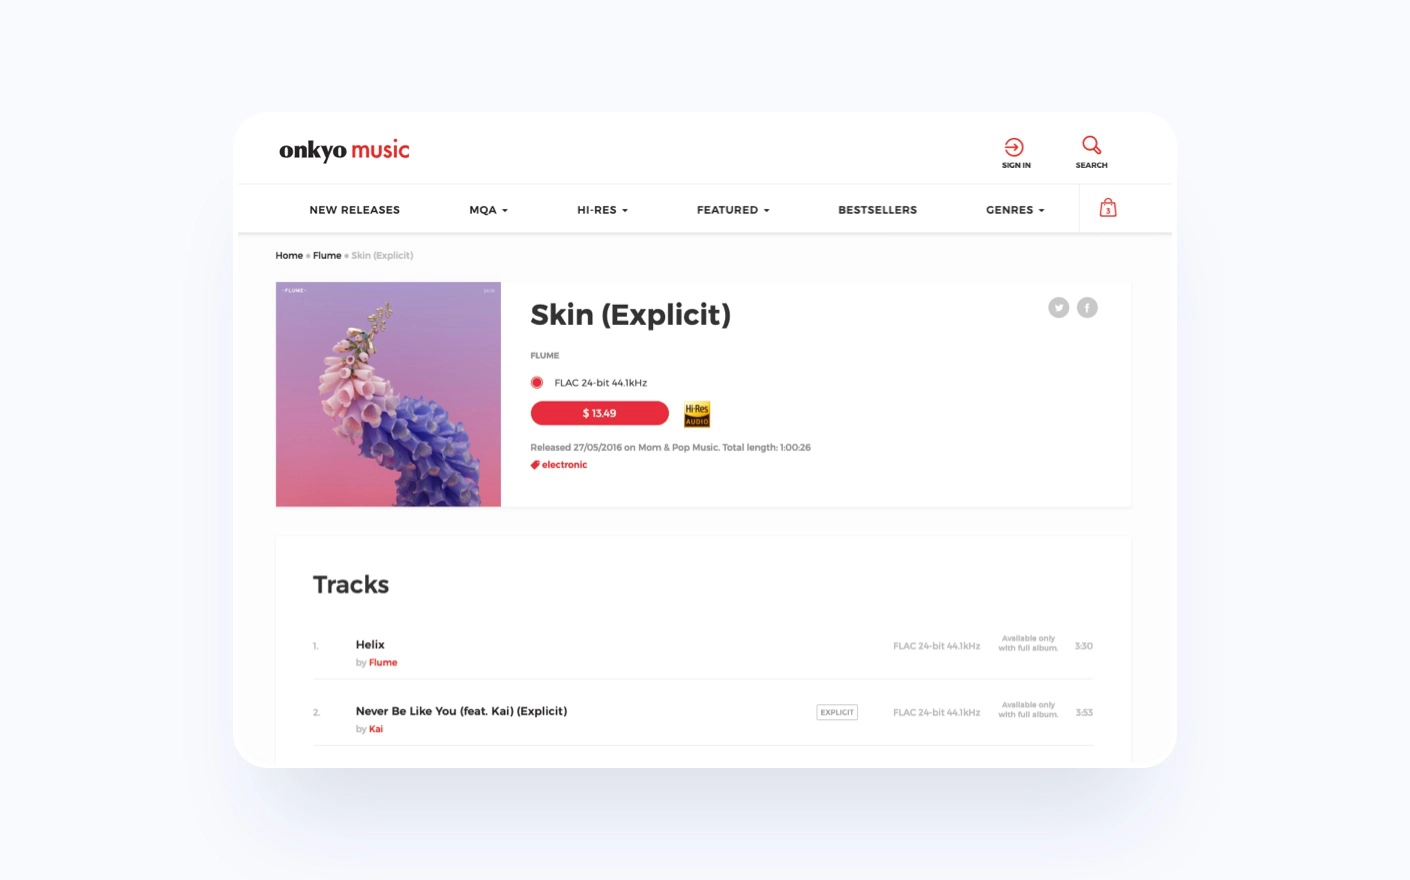 onkyo music
SIGN IN
SEARCH
NEW RELEASES
MQA
HI-RES
FEATURED
BESTSELLERS
GENRES
3
Home • Flume • Skin (Explicit)
-FLUME-
Skin (Explicit)
FLUME
FLAC 24-bit 44.1kHz
$ 13.49
Hi-Res
AUDIO
Released 27/05/2016 on Mom & Pop Music. Total length: 1:00:26
electronic
Tracks
1.
Helix
by Flume
FLAC 24-bit 44.1kHz
Available only
with full album.
3:30
2.
Never Be Like You (feat. Kai) (Explicit)
by Kai
EXPLICIT
FLAC 24-bit 44.1kHz
Available only
with full album.
3:53